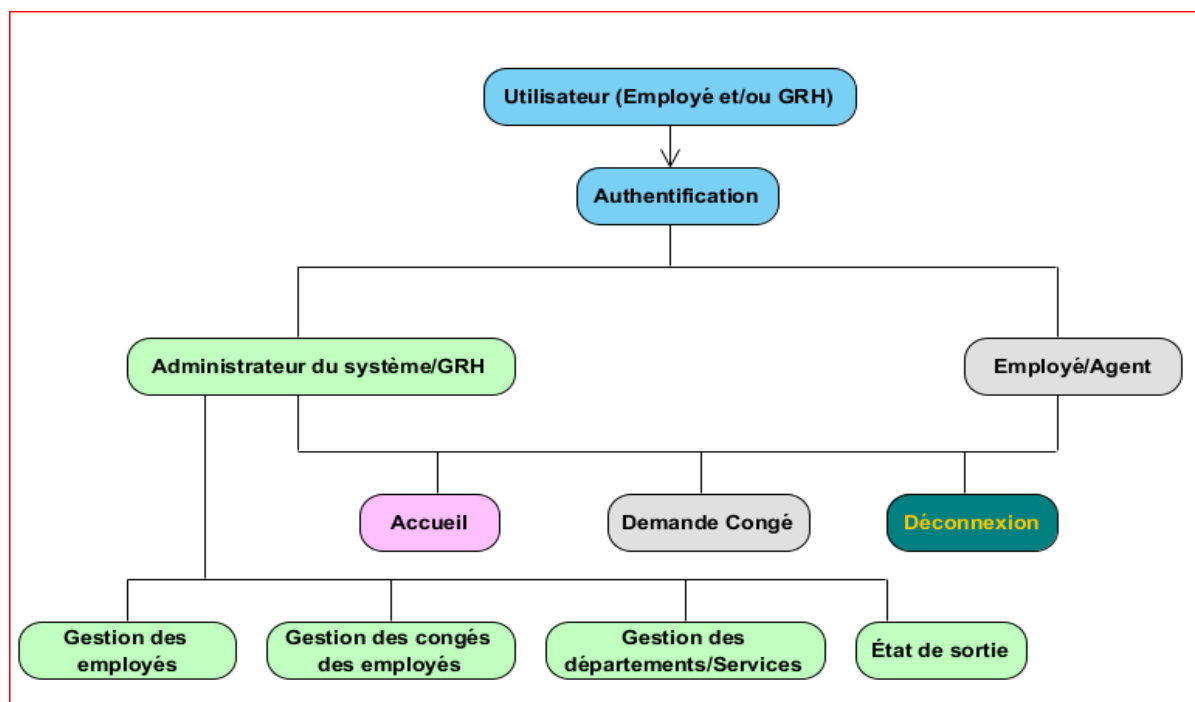 Utilisateur (Employé et/ou GRH)
Authentification
Administrateur du système/GRH
Employé/Agent
Accueil
Demande Congé
Déconnexion
Gestion des
employés
Gestion des congés
des employés
Gestion des
départements/Services
État de sortie